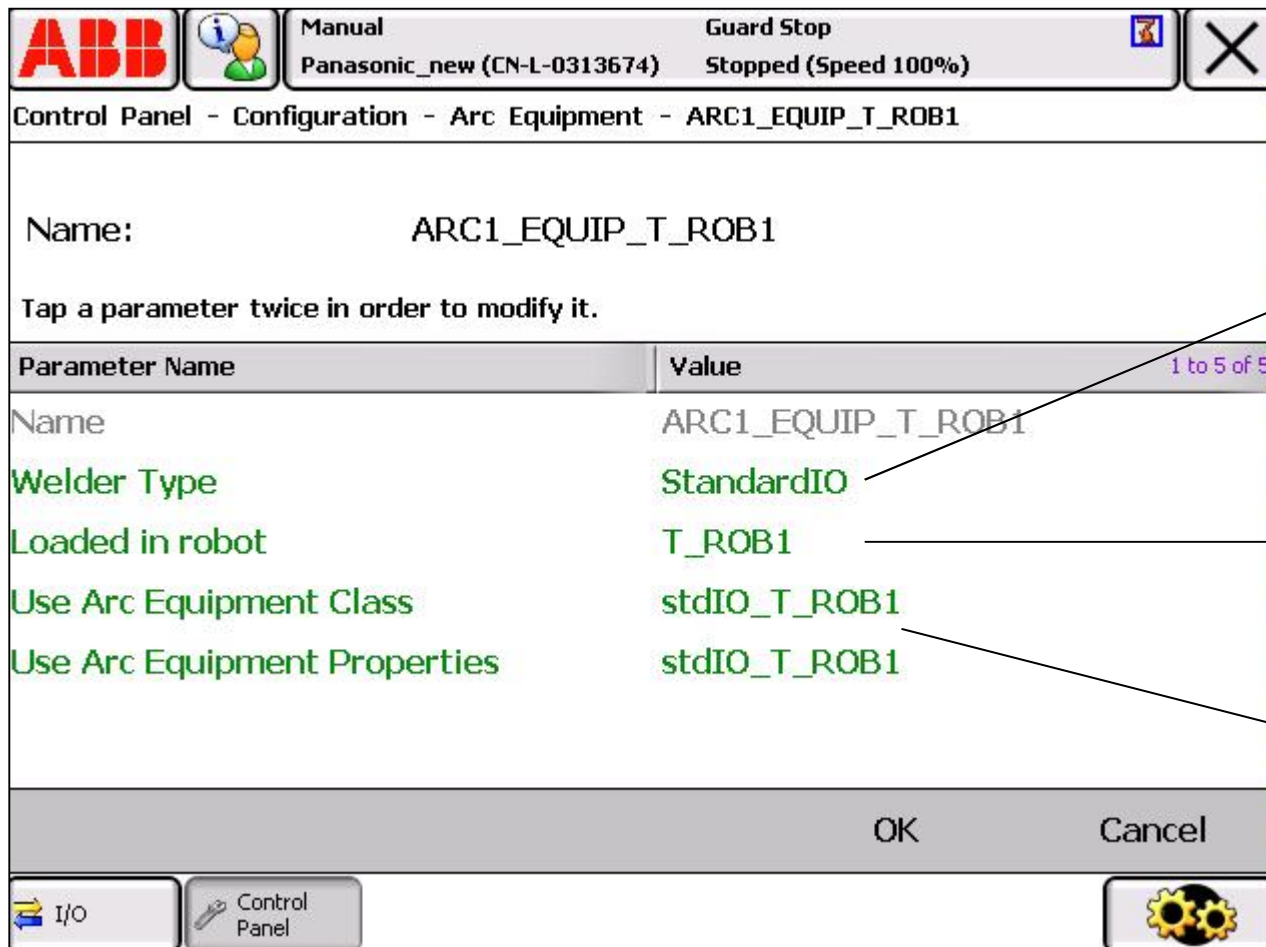 ABB
Manual Guard Stop
Panasonic_new (CN-L-0313674) Stopped (Speed 100%)
Control Panel - Configuration - Arc Equipment - ARC1_EQUIP_T_ROB1
Name: ARC1_EQUIP_T_ROB1
Tap a parameter twice in order to modify it.
Parameter Name Value 1 to 5 of 5
Name ARC1_EQUIP_T_ROB1
Welder Type StandardIO
Loaded in robot T_ROB1
Use Arc Equipment Class stdIO_T_ROB1
Use Arc Equipment Properties stdIO_T_ROB1
OK Cancel
I/O Control
Panel